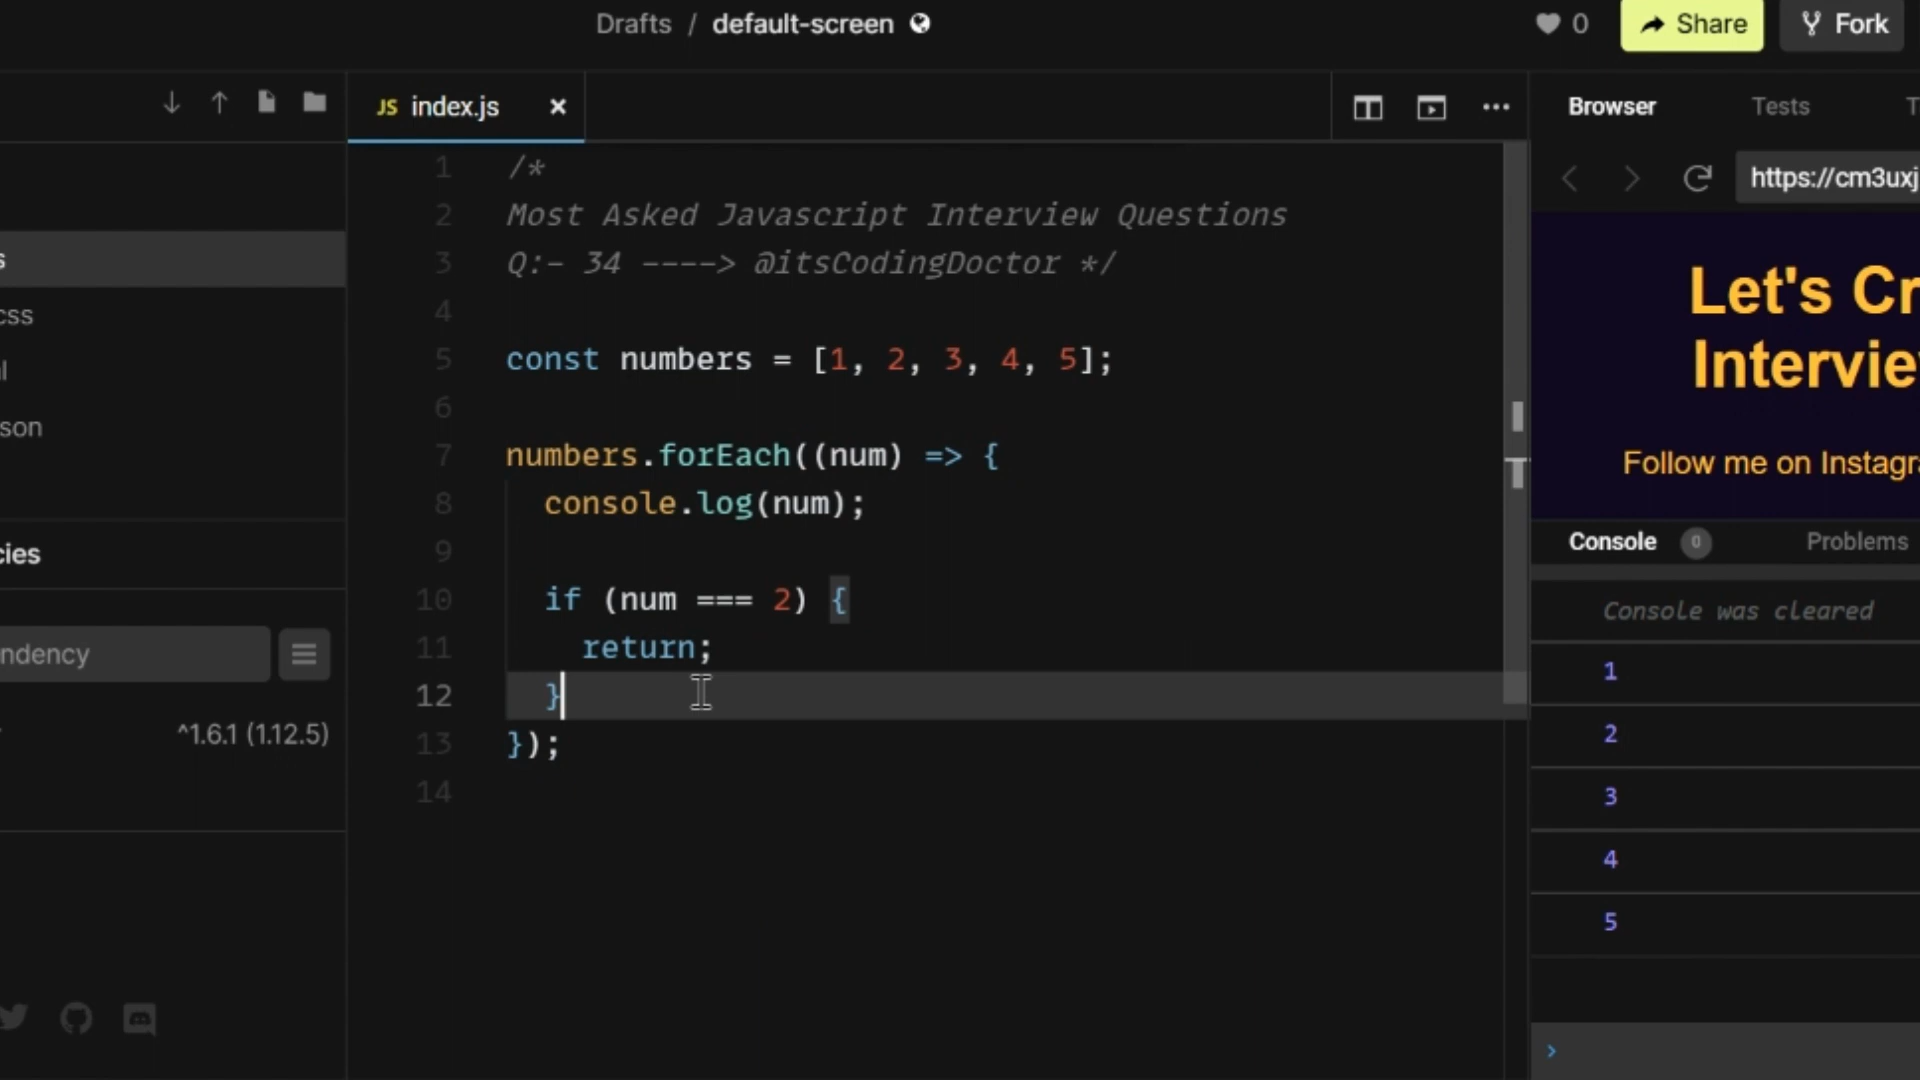 Drafts / default-screen
0
Share
Fork
JS index.js
Browser
Tests
T
https://cm3uxj
s
css
l
son
cies
ndency
^1.6.1 (1.12.5)
1 /*
2 Most Asked Javascript Interview Questions
3 Q:- 34 ----> @itsCodingDoctor */
4
5 const numbers = [1, 2, 3, 4, 5];
6
7 numbers.forEach((num) => {
8 console.log(num);
9
10 if (num === 2) {
11 return;
12 }
13 });
14
Let's Cr
Intervie
Follow me on Instagra
Console 0 Problems
Console was cleared
1
2
3
4
5